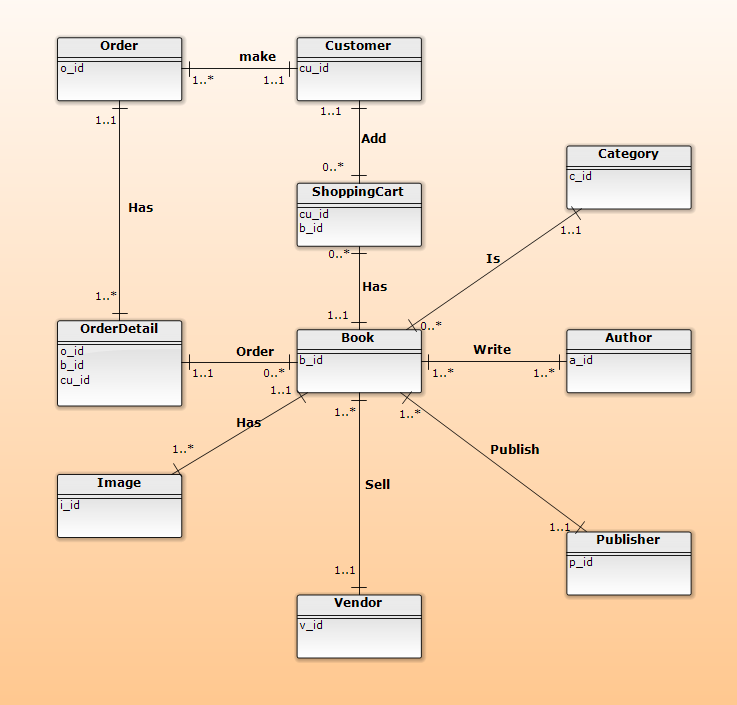 Order
o_id
make
1..*
1..1
Customer
cu_id
1..1
1..1
Add
0..*
Category
c_id
1..1
Has
ShoppingCart
cu_id
b_id
0..*
Is
Has
1..*
1..1
0..*
OrderDetail
o_id
b_id
cu_id
Order
1..1
0..*
Book
b_id
Write
1..*
1..*
Author
a_id
1..1
1..*
1..*
Has
1..*
Publish
Image
i_id
Sell
1..1
Publisher
p_id
1..1
Vendor
v_id